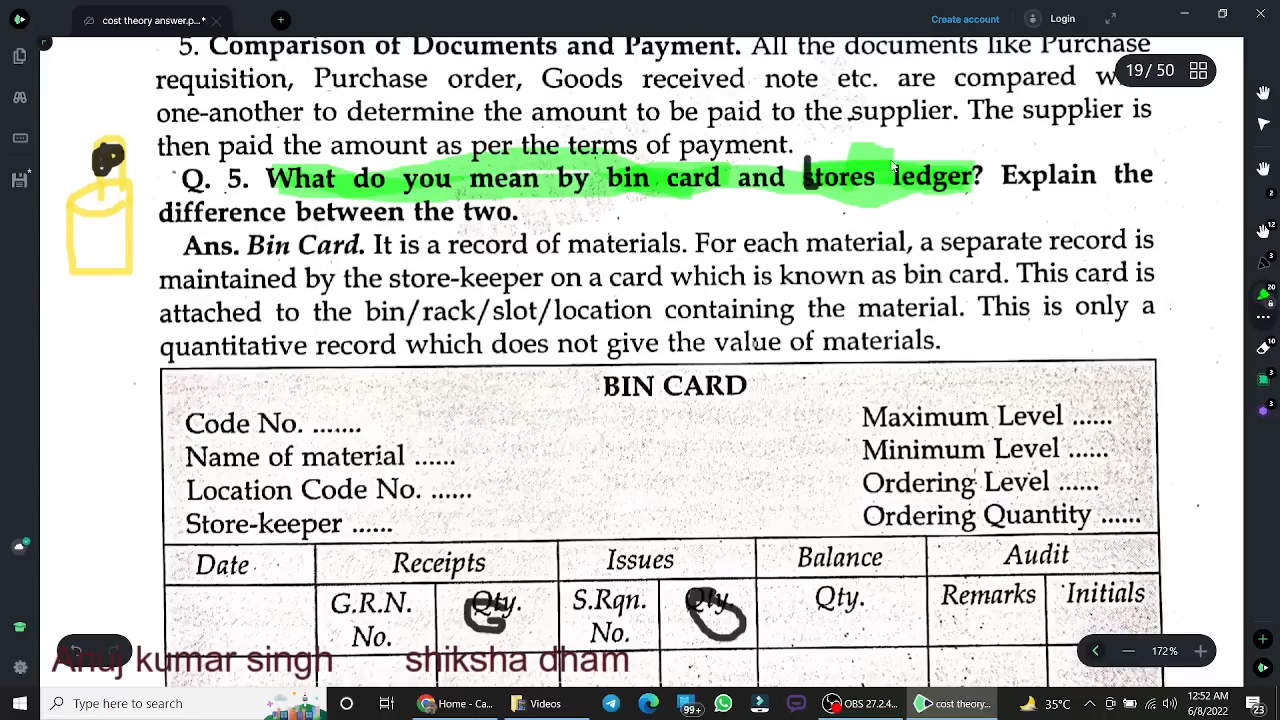 cost theory answer.p...
Create account
Login
5. Comparison of Documents and Payment. All the documents like Purchase
19 / 50
requisition, Purchase order, Goods received note etc. are compared
one-another to determine the amount to be paid to the supplier. The supplier is
then paid the amount as per the terms of payment.
Q. 5. What do you mean by bin card and stores ledger? Explain the
difference between the two.
Ans. Bin Card. It is a record of materials. For each material, a separate record is
maintained by the store-keeper on a card which is known as bin card. This card is
attached to the bin/rack/slot/location containing the material. This is only a
quantitative record which does not give the value of materials.
BIN CARD
Code No. ....... Maximum Level ......
Name of material ...... Minimum Level ......
Location Code No. ...... Ordering Level ......
Store-keeper ...... Ordering Quantity ......
Date Receipts Issues Balance Audit
G.R.N. No. Qty. S.Rqn. No. Qty. Qty. Remarks Initials
Anuj kumar singh shiksha dham
172%
Type here to search
Home - Ca...
Videos
99+
OBS 27.2.4...
cost theory...
35°C
12:52 AM
6/8/2022
23